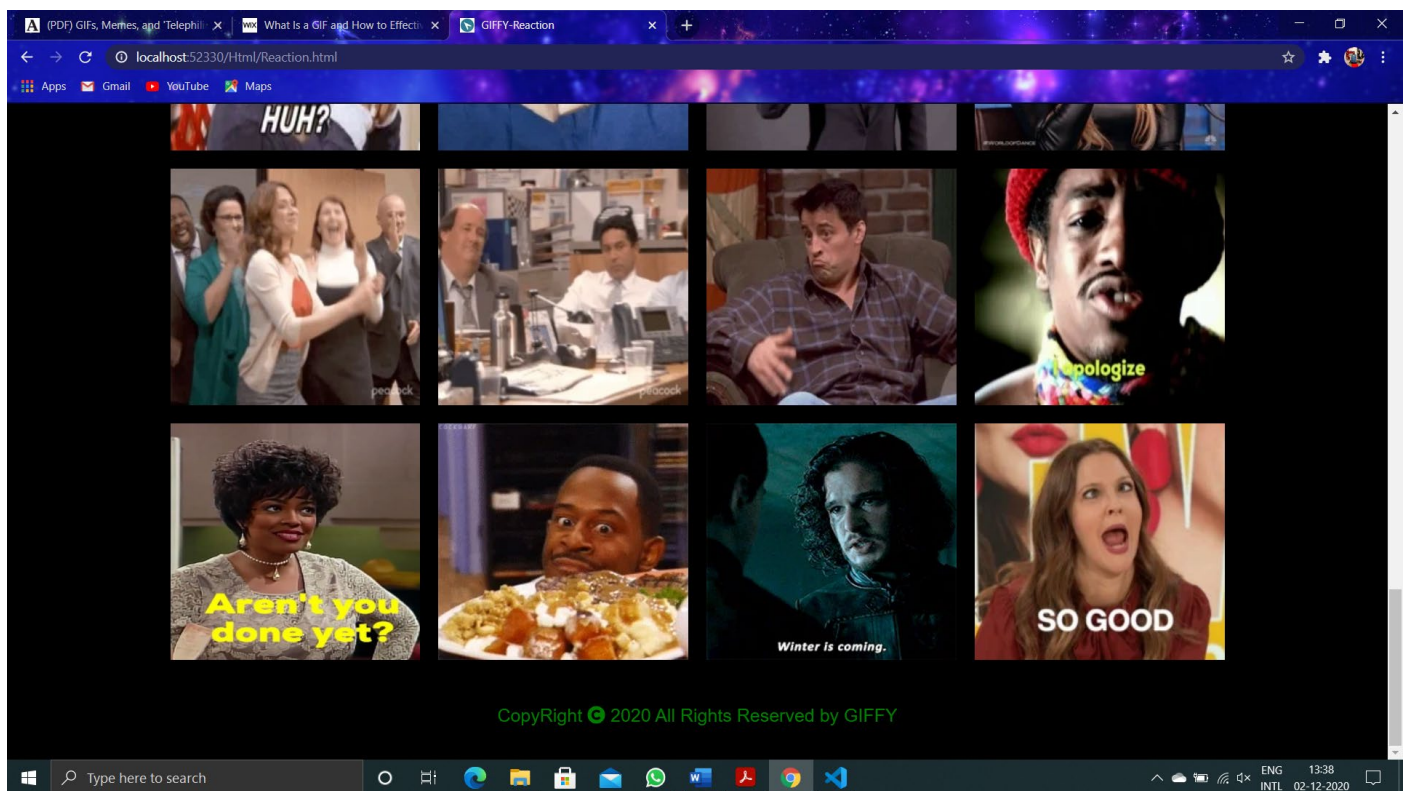 (PDF) GIFs, Memes, and 'Telephili
What Is a GIF and How to Effecti
GIFFY-Reaction
localhost:52330/Html/Reaction.html
Apps Gmail YouTube Maps
HUH?
#WORLDOFDANCE
peacock
peacock
I apologize
Aren't you
done yet?
Winter is coming.
SO GOOD
CopyRight © 2020 All Rights Reserved by GIFFY
Type here to search
ENG 13:38
INTL 02-12-2020